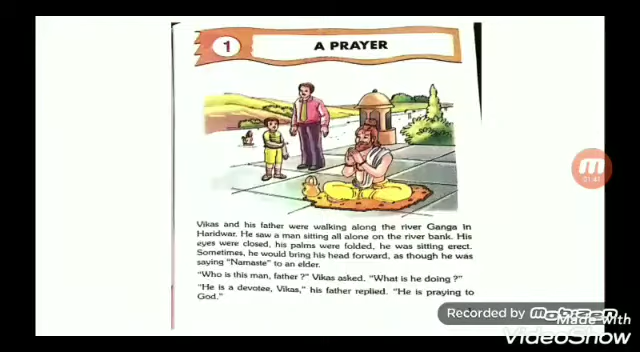 1
A PRAYER
Vikas and his father were walking along the river Ganga in
Haridwar. He saw a man sitting all alone on the river bank. His
eyes were closed, his palms were folded, he was sitting erect.
Sometimes, he would bring his head forward, as though he was
saying "Namaste" to an elder.
"Who is this man, father ?" Vikas asked. "What is he doing ?"
"He is a devotee, Vikas," his father replied. "He is praying to
God."
M
01:41
Recorded by
Made with
VideoShow